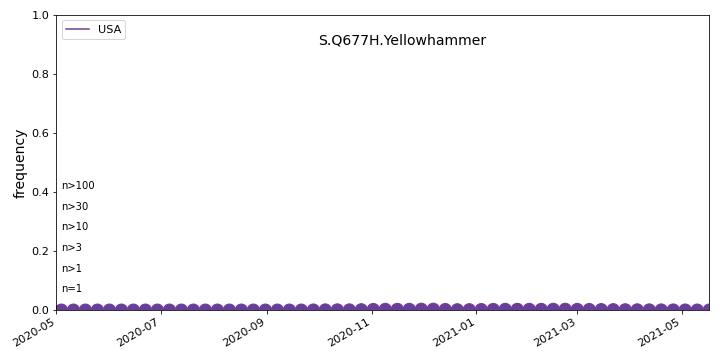 USA
S.Q677H.Yellowhammer
frequency
1.0
0.8
0.6
0.4
0.2
0.0
n>100
n>30
n>10
n>3
n>1
n=1
2020-05
2020-07
2020-09
2020-11
2021-01
2021-03
2021-05